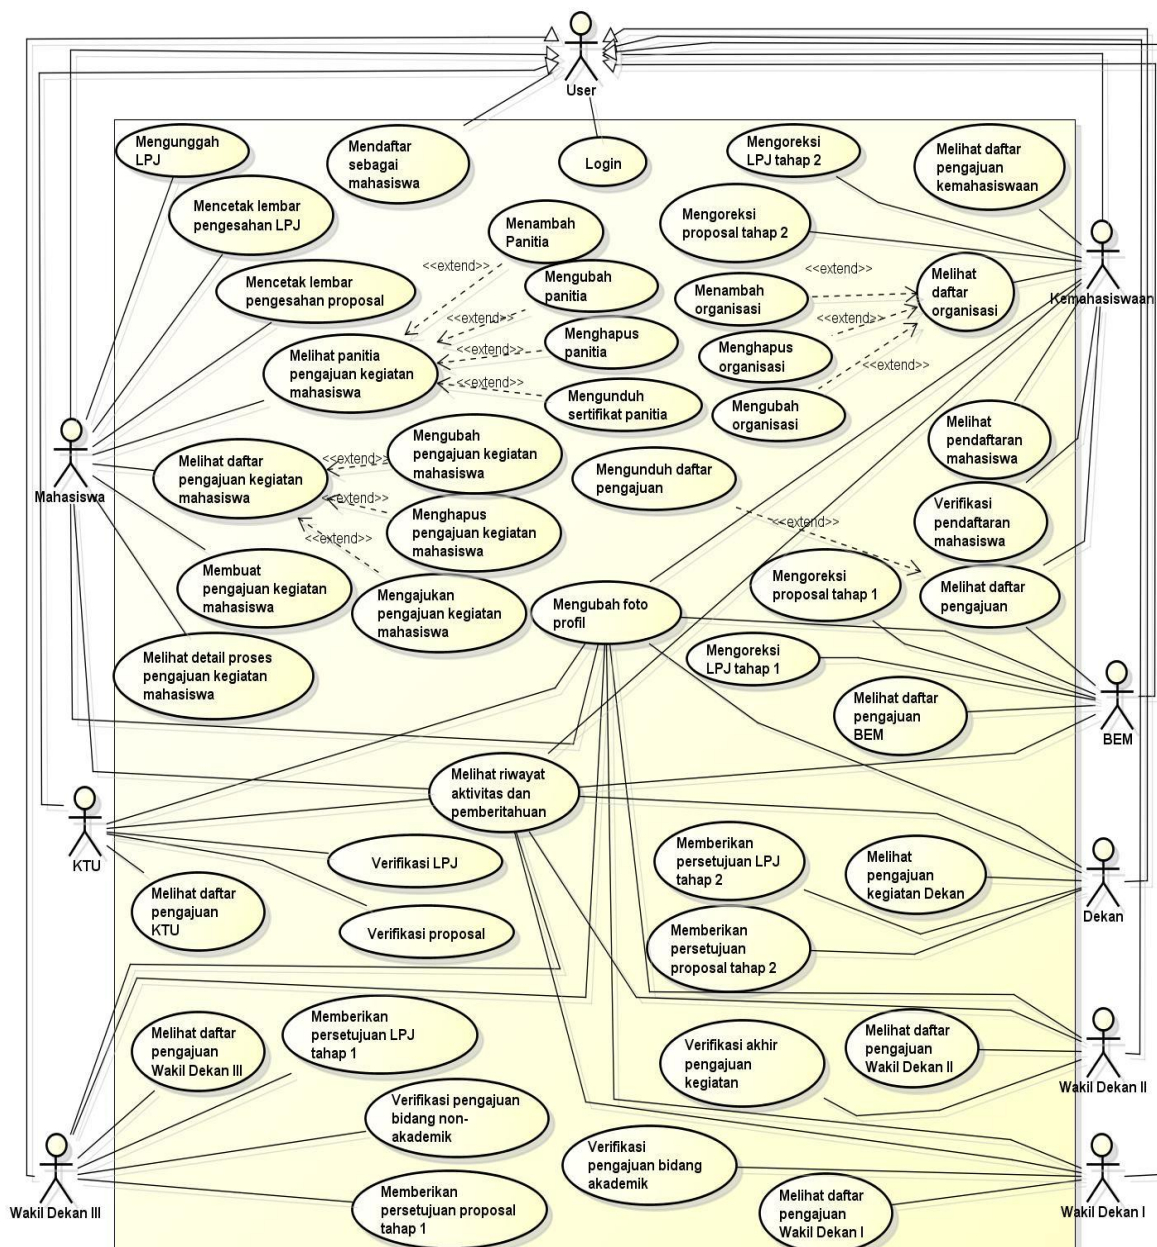 User
Mengunggah
LPJ
Mendaftar
sebagai
mahasiswa
Login
Mengoreksi
LPJ tahap 2
Melihat daftar
pengajuan
kemahasiswaan
Mencetak lembar
pengesahan LPJ
Menambah
Panitia
Mengoreksi
proposal tahap 2
Mencetak lembar
pengesahan proposal
<<extend>>
Mengubah
panitia
Menambah
organisasi
<<extend>>
Melihat
daftar
organisasi
Kemahasiswaan
<<extend>>
Menghapus
panitia
<<extend>>
Menghapus
organisasi
<<extend>>
Melihat panitia
pengajuan kegiatan
mahasiswa
<<extend>>
<<extend>>
Mengunduh
sertifikat panitia
Mengubah
organisasi
Mahasiswa
Melihat daftar
pengajuan kegiatan
mahasiswa
<<extend>>
Mengubah
pengajuan kegiatan
mahasiswa
Mengunduh daftar
pengajuan
Melihat
pendaftaran
mahasiswa
<<extend>>
Menghapus
pengajuan kegiatan
mahasiswa
<<extend>>
Verifikasi
pendaftaran
mahasiswa
<<extend>>
Membuat
pengajuan kegiatan
mahasiswa
Mengajukan
pengajuan kegiatan
mahasiswa
Mengubah foto
profil
Mengoreksi
proposal tahap 1
Melihat daftar
pengajuan
Melihat detail proses
pengajuan kegiatan
mahasiswa
Mengoreksi
LPJ tahap 1
Melihat daftar
pengajuan
BEM
BEM
Melihat riwayat
aktivitas dan
pemberitahuan
KTU
Verifikasi LPJ
Memberikan
persetujuan LPJ
tahap 2
Melihat
pengajuan
kegiatan Dekan
Dekan
Melihat daftar
pengajuan
KTU
Verifikasi proposal
Memberikan
persetujuan
proposal tahap 2
Melihat daftar
pengajuan
Wakil Dekan III
Memberikan
persetujuan LPJ
tahap 1
Verifikasi akhir
pengajuan
kegiatan
Melihat daftar
pengajuan
Wakil Dekan II
Wakil Dekan II
Verifikasi pengajuan
bidang non-
akademik
Verifikasi
pengajuan bidang
akademik
Wakil Dekan III
Memberikan
persetujuan proposal
tahap 1
Melihat daftar
pengajuan
Wakil Dekan I
Wakil Dekan I